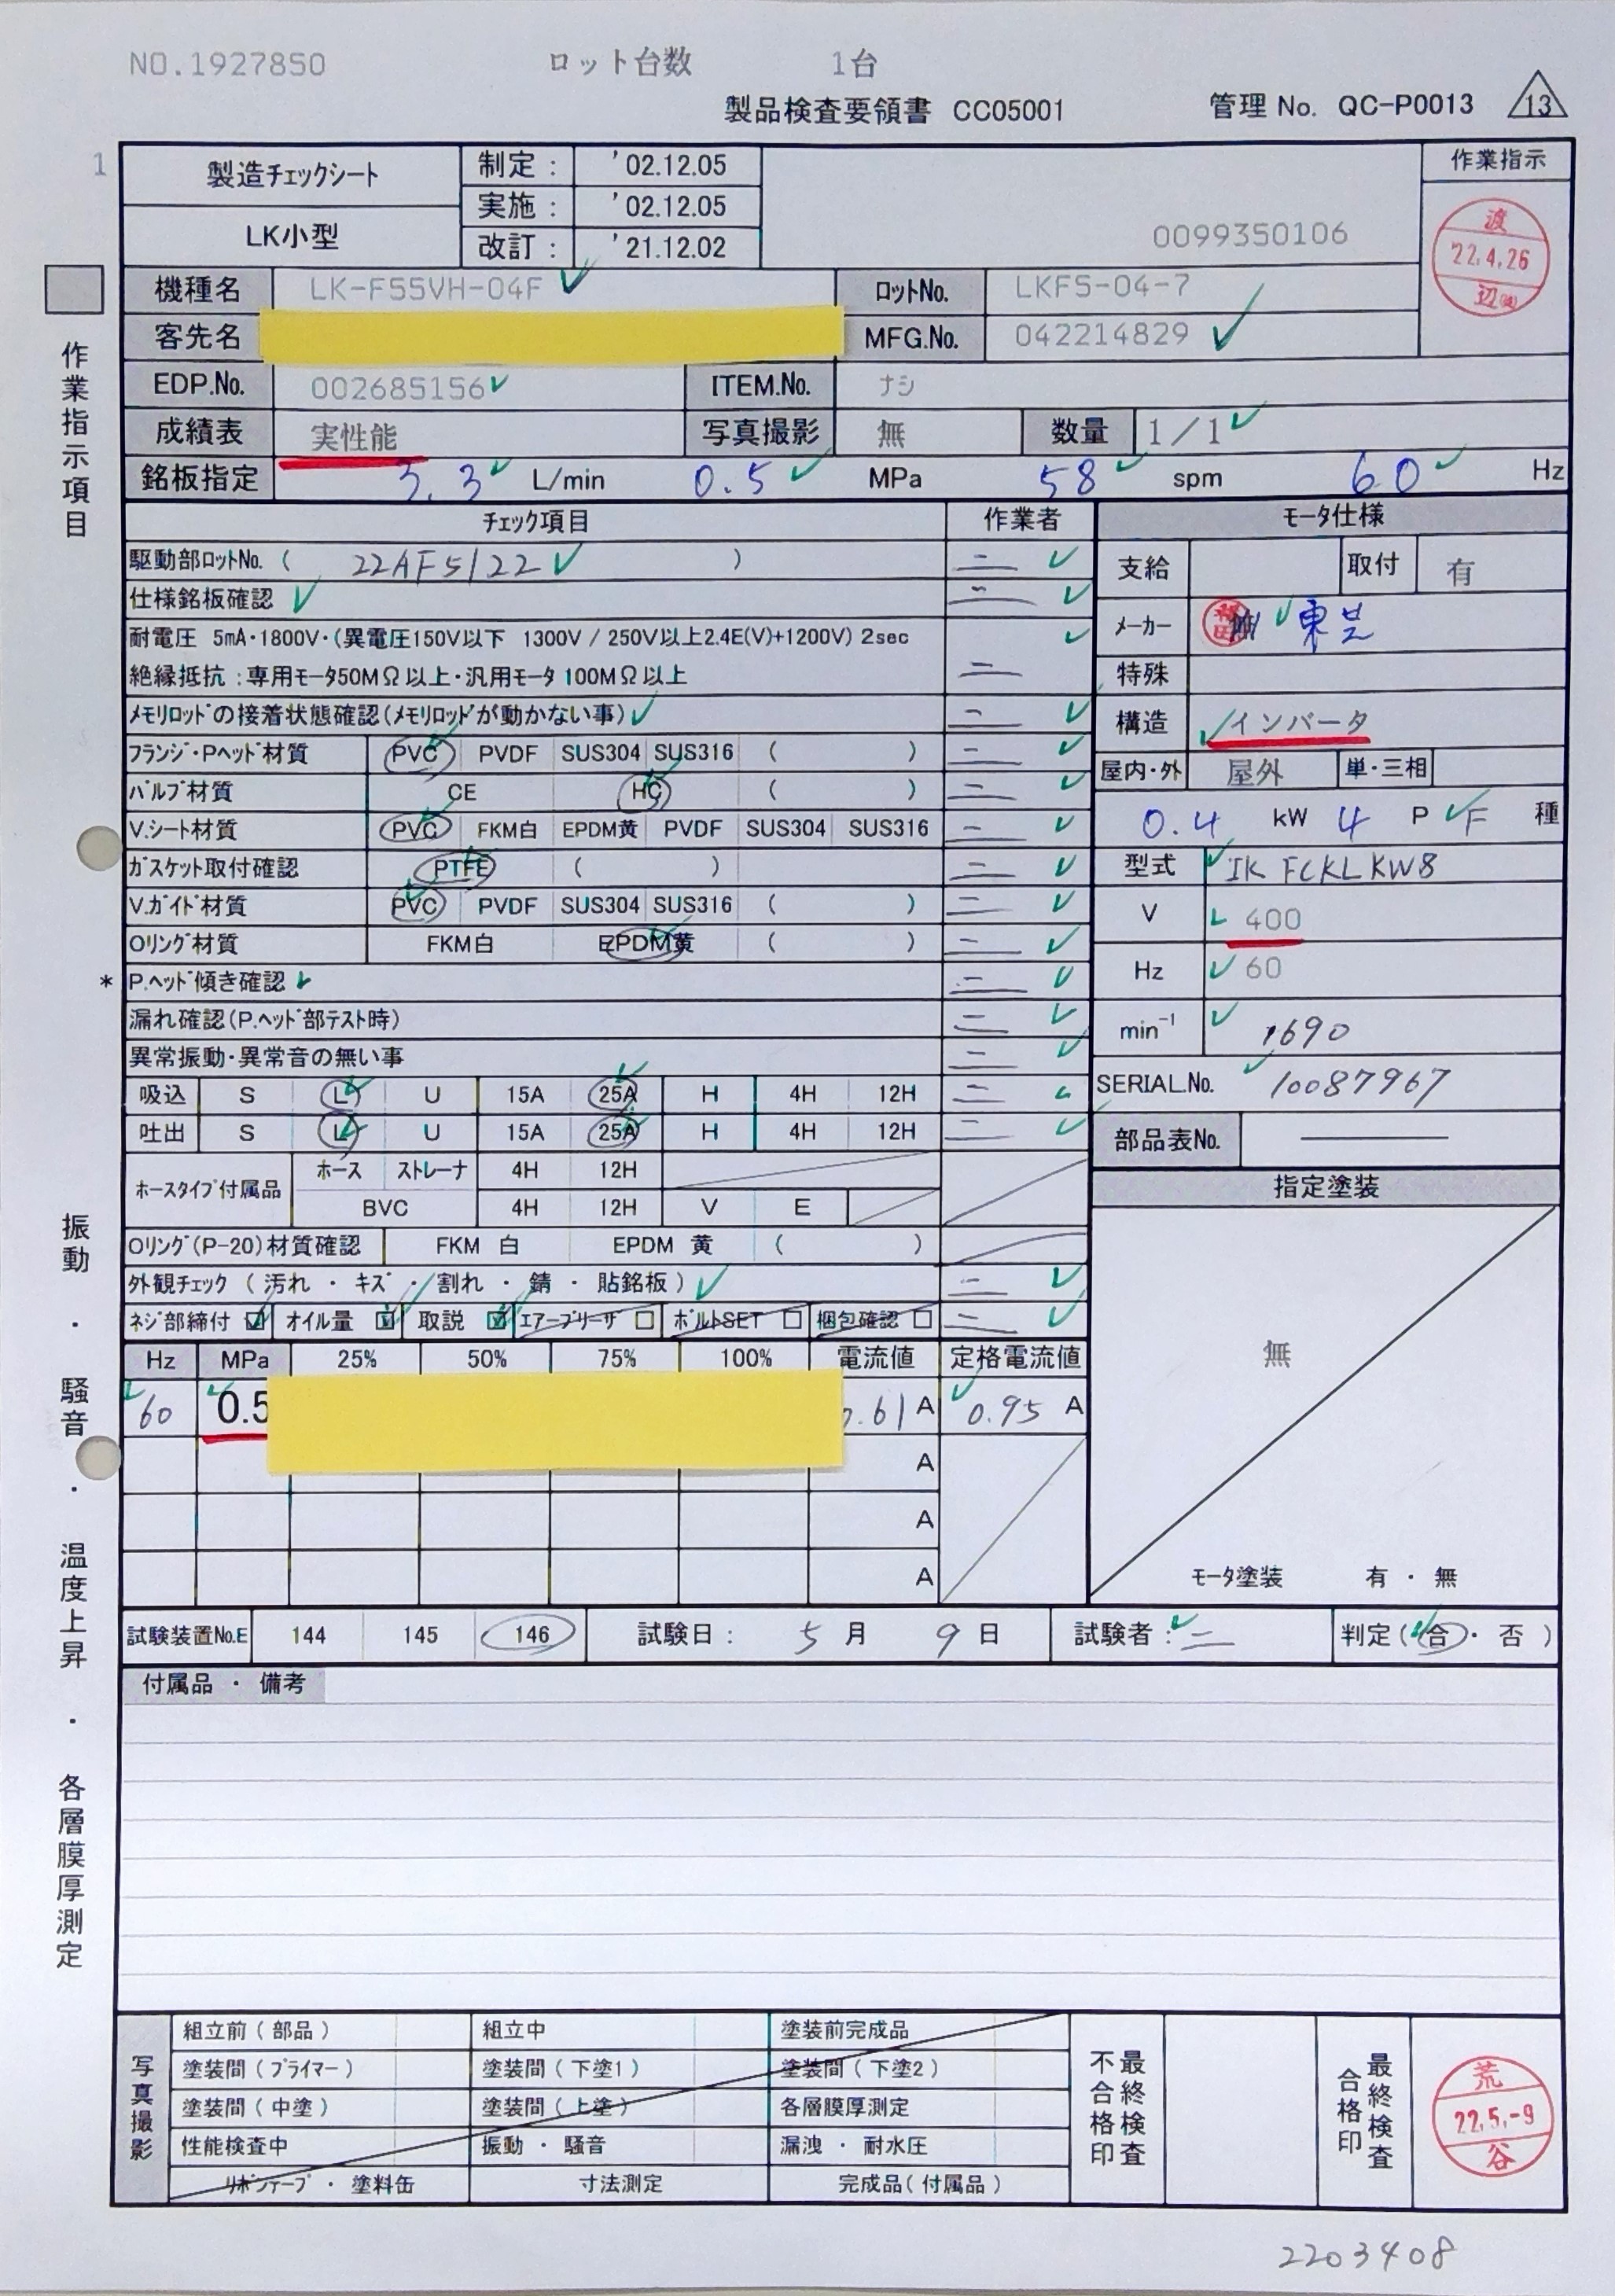 NO.1927850 ロット台数 1台
製品検査要領書 CC05001 管理 No. QC-P0013 13
1
製造チェックシート 制定： '02.12.05 作業指示
LK小型 実施： '02.12.05
改訂： '21.12.02 0099350106
渡 22.4.26 辺
機種名 LK-F55VH-04F ロットNo. LKF5-04-7
客先名 MFG.No. 042214829
EDP.No. 002685156 ITEM.No. ナシ
成績表 実性能 写真撮影 無 数量 1/1
銘板指定 3.3 L/min 0.5 MPa 58 spm 60 Hz
チェック項目 作業者 モータ仕様
駆動部ロットNo. ( 22AF5122 ) 二
仕様銘板確認 二
耐電圧 5mA・1800V・(異電圧150V以下 1300V / 250V以上2.4E(V)+1200V) 2sec
絶縁抵抗：専用モータ50MΩ以上・汎用モータ 100MΩ以上 二
メモリロッドの接着状態確認(メモリロッドが動かない事) 二
フランジ・Pヘッド材質 PVC PVDF SUS304 SUS316 ( ) 二
バルブ材質 CE HC ( ) 二
V.シート材質 PVC FKM白 EPDM黄 PVDF SUS304 SUS316 二
ガスケット取付確認 PTFE ( ) 二
V.ガイド材質 PVC PVDF SUS304 SUS316 ( ) 二
Oリング材質 FKM白 EPDM黄 ( ) 二
* P.ヘッド傾き確認 二
漏れ確認(P.ヘッド部テスト時) 二
異常振動・異常音の無い事 二
吸込 S L U 15A 25A H 4H 12H 二
吐出 S L U 15A 25A H 4H 12H 二
ホースタイプ付属品 ホース ストレーナ 4H 12H
BVC 4H 12H V E
Oリング(P-20)材質確認 FKM 白 EPDM 黄 ( )
外観チェック ( 汚れ ・ キズ ・ 割れ ・ 錆 ・ 貼銘板 ) 二
ネジ部締付 ☑ オイル量 ☑ 取説 ☑ エアーブリーザ □ ボルトSET □ 梱包確認 □ 二
支給 取付 有
メーカー 福田 東芝
特殊
構造 インバータ
屋内・外 屋外 単・三相
0.4 kW 4 P F 種
型式 IK FCKLKW8
V 400
Hz 60
min⁻¹ 1690
SERIAL.No. 10087967
部品表No.
指定塗装
無
モータ塗装 有 ・ 無
Hz MPa 25% 50% 75% 100% 電流値 定格電流値
60 0.5 .61 A 0.95 A
A
A
A
試験装置No.E 144 145 146 試験日： 5 月 9 日 試験者：二 判定( 合 ・ 否 )
付属品 ・ 備考
写真撮影
組立前 ( 部品 ) 組立中 塗装前完成品
塗装間 ( プライマー ) 塗装間 ( 下塗1 ) 塗装間 ( 下塗2 )
塗装間 ( 中塗 ) 塗装間 ( 上塗 ) 各層膜厚測定
性能検査中 振動 ・ 騒音 漏洩 ・ 耐水圧
リボンテープ ・ 塗料缶 寸法測定 完成品 ( 付属品 )
最終検査不合格印
最終検査合格印
荒 22.5.-9 谷
2203408
作業指示項目
振動 ・ 騒音 ・ 温度上昇 ・ 各層膜厚測定